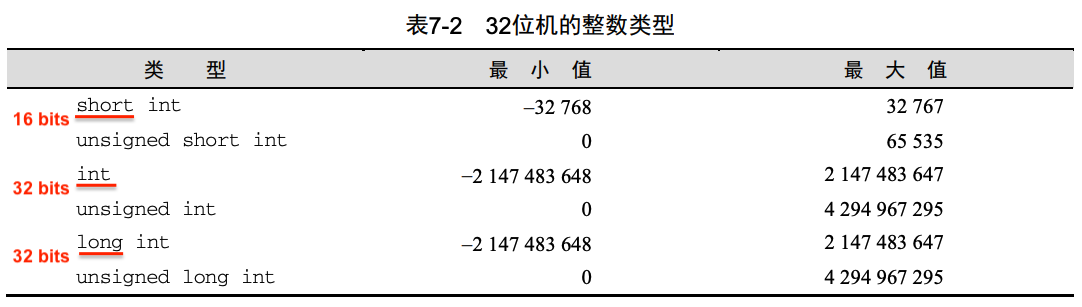 表7-2 32位机的整数类型
类 型 最 小 值 最 大 值
short int –32 768 32 767
16 bits
unsigned short int 0 65 535
int –2 147 483 648 2 147 483 647
32 bits
unsigned int 0 4 294 967 295
long int –2 147 483 648 2 147 483 647
32 bits
unsigned long int 0 4 294 967 295